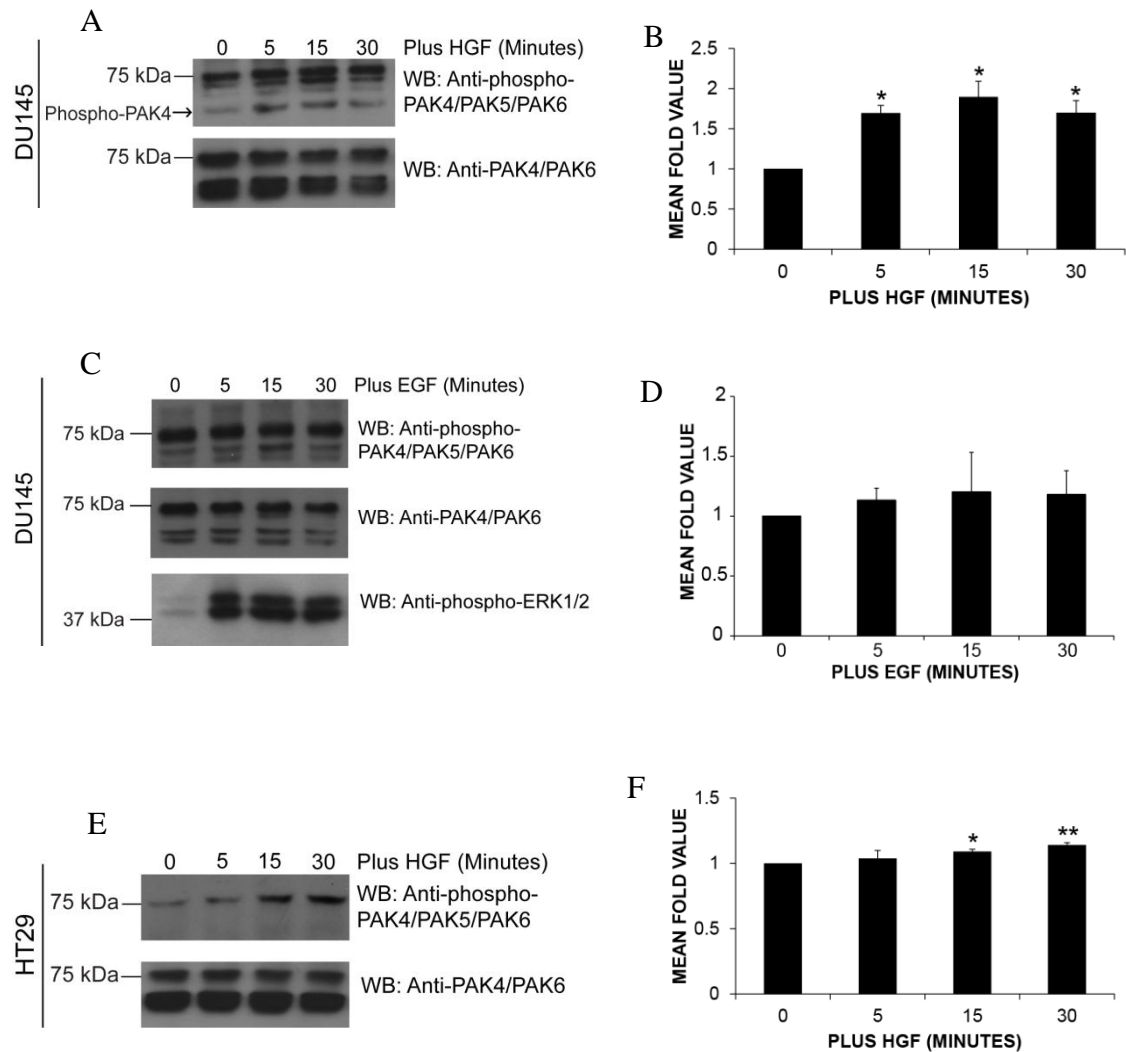 A
0 5 15 30 Plus HGF (Minutes)
75 kDa
WB: Anti-phospho-
PAK4/PAK5/PAK6
Phospho-PAK4→
75 kDa
WB: Anti-PAK4/PAK6
DU145
B
MEAN FOLD VALUE
2.5
2
1.5
1
0.5
0
* * *
0 5 15 30
PLUS HGF (MINUTES)
C
0 5 15 30 Plus EGF (Minutes)
75 kDa
WB: Anti-phospho-
PAK4/PAK5/PAK6
75 kDa
WB: Anti-PAK4/PAK6
WB: Anti-phospho-ERK1/2
37 kDa
DU145
D
MEAN FOLD VALUE
2
1.5
1
0.5
0
0 5 15 30
PLUS EGF (MINUTES)
E
0 5 15 30 Plus HGF (Minutes)
75 kDa
WB: Anti-phospho-
PAK4/PAK5/PAK6
75 kDa
WB: Anti-PAK4/PAK6
HT29
F
MEAN FOLD VALUE
1.5
1
0.5
0
* **
0 5 15 30
PLUS HGF (MINUTES)